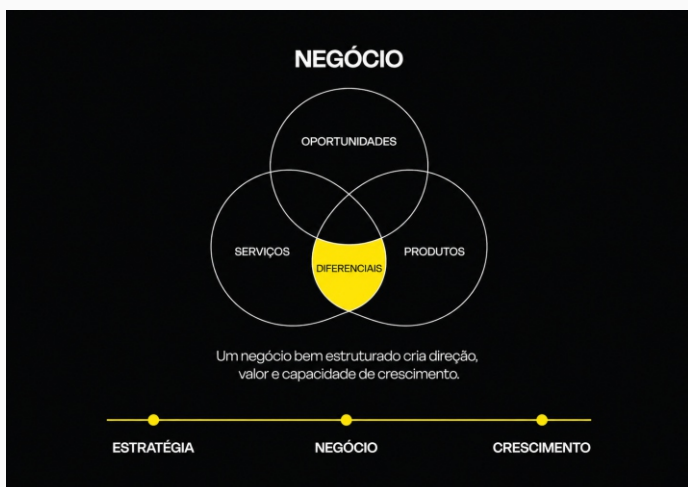 NEGÓCIO
OPORTUNIDADES
SERVIÇOS
PRODUTOS
DIFERENCIAIS
Um negócio bem estruturado cria direção,
valor e capacidade de crescimento.
ESTRATÉGIA
NEGÓCIO
CRESCIMENTO